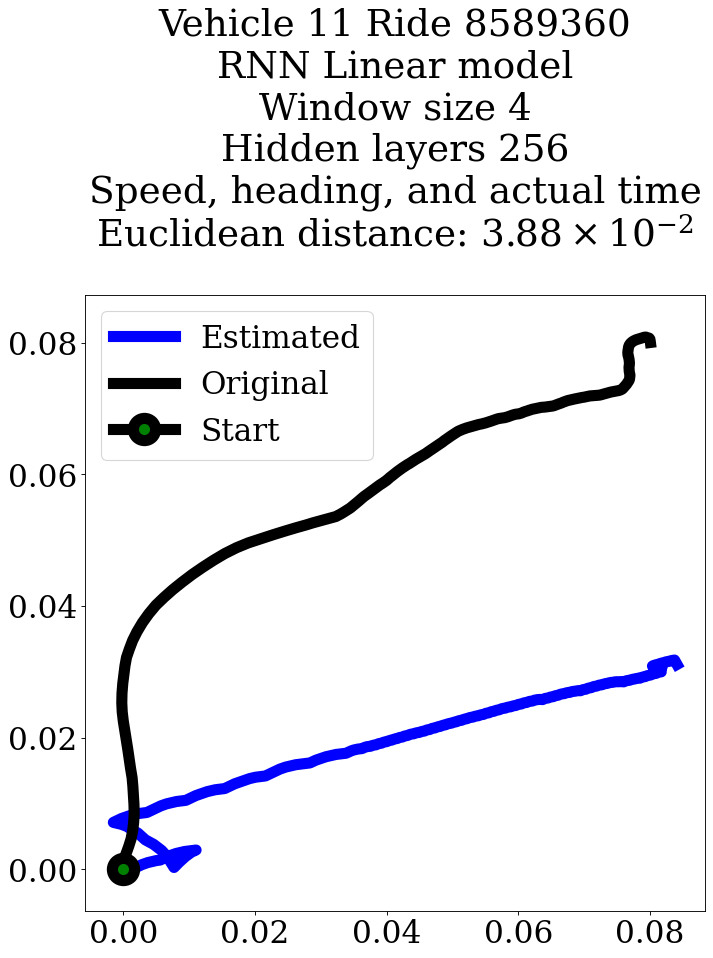 Vehicle 11 Ride 8589360
RNN Linear model
Window size 4
Hidden layers 256
Speed, heading, and actual time
Euclidean distance: 3.88 × 10⁻²
Estimated
Original
Start
0.08
0.06
0.04
0.02
0.00
0.00 0.02 0.04 0.06 0.08